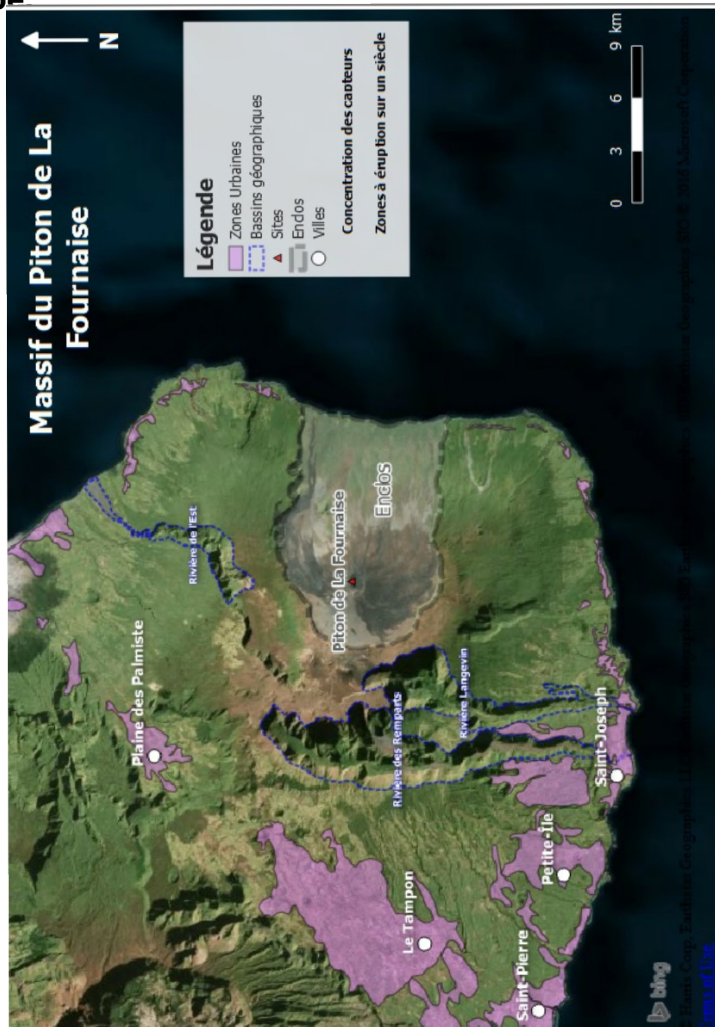 Massif du Piton de La
Fournaise
N
Légende
Zones Urbaines
Bassins géographiques
Sites
Endos
Villes
Concentration des capteurs
Zones à éruption sur un siècle
Plaine des Palmiste
Rivière de l'Est
Piton de La Fournaise
Endos
Rivière des Remparts
Rivière Langevin
Le Tampon
Saint-Pierre
Petite-Île
Saint-Joseph
0 3 6 9 km
bing